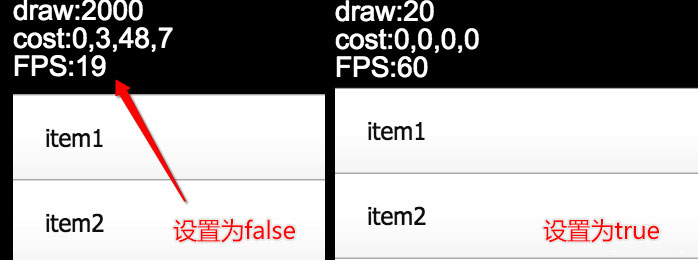 draw:2000
cost:0,3,48,7
FPS:19
item1
item2
设置为false
draw:20
cost:0,0,0,0
FPS:60
item1
item2
设置为true